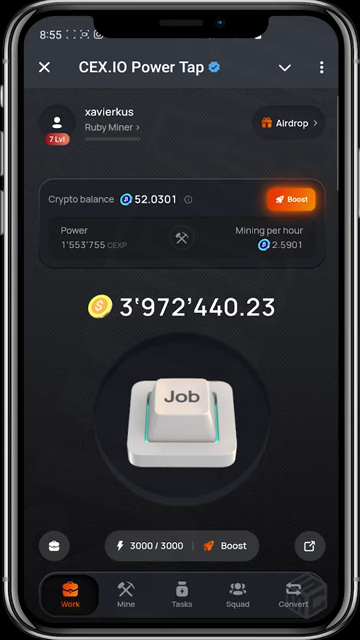 8:55
CEX.IO Power Tap
xavierkus
Ruby Miner >
7 Lvl
Airdrop >
Crypto balance 52.0301
Boost
Power
Mining per hour
1'553'755 CEXP
2.5901
3'972'440.23
Job
3000 / 3000 | Boost
Work
Mine
Tasks
Squad
Convert